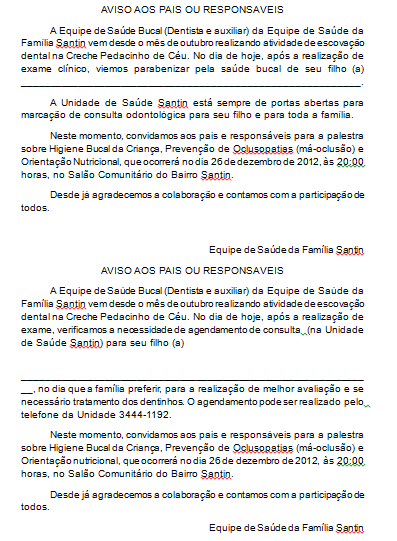 AVISO AOS PAIS OU RESPONSAVEIS
A Equipe de Saúde Bucal (Dentista e auxiliar) da Equipe de Saúde da
Família Santin vem desde o mês de outubro realizando atividade de escovação
dental na Creche Pedacinho de Céu. No dia de hoje, após a realização de
exame clínico, viemos parabenizar pela saúde bucal de seu filho (a)
______________________________________________________________.
A Unidade de Saúde Santin está sempre de portas abertas para
marcação de consulta odontológica para seu filho e para toda a família.
Neste momento, convidamos aos pais e responsáveis para a palestra
sobre Higiene Bucal da Criança, Prevenção de Oclusopatias (má-oclusão) e
Orientação Nutricional, que ocorrerá no dia 26 de dezembro de 2012, às 20:00
horas, no Salão Comunitário do Bairro Santin.
Desde já agradecemos a colaboração e contamos com a participação de
todos.
Equipe de Saúde da Família Santin
AVISO AOS PAIS OU RESPONSAVEIS
A Equipe de Saúde Bucal (Dentista e auxiliar) da Equipe de Saúde da
Família Santin vem desde o mês de outubro realizando atividade de escovação
dental na Creche Pedacinho de Céu. No dia de hoje, após a realização de
exame, verificamos a necessidade de agendamento de consulta (na Unidade
de Saúde Santin) para seu filho (a)
______________________________________________________________
__, no dia que a família preferir, para a realização de melhor avaliação e se
necessário tratamento dos dentinhos. O agendamento pode ser realizado pelo
telefone da Unidade 3444-1192.
Neste momento, convidamos aos pais e responsáveis para a palestra
sobre Higiene Bucal da Criança, Prevenção de Oclusopatias (má-oclusão) e
Orientação nutricional, que ocorrerá no dia 26 de dezembro de 2012, às 20:00
horas, no Salão Comunitário do Bairro Santin.
Desde já agradecemos a colaboração e contamos com a participação de
todos.
Equipe de Saúde da Família Santin